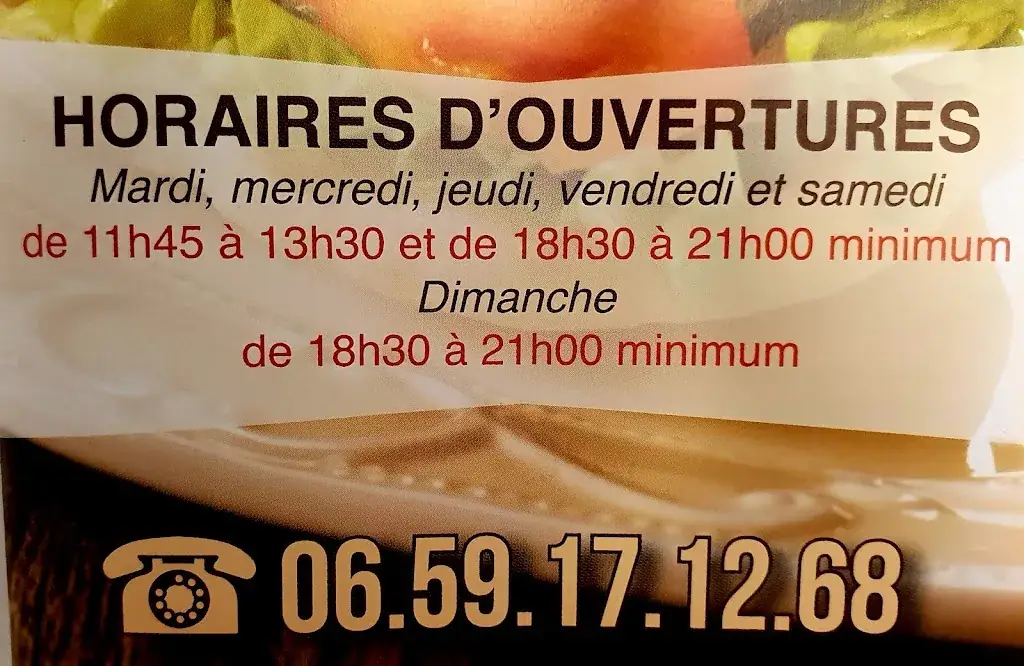 HORAIRES D'OUVERTURES
Mardi, mercredi, jeudi, vendredi et samedi
de 11h45 à 13h30 et de 18h30 à 21h00 minimum
Dimanche
de 18h30 à 21h00 minimum
06.59.17.12.68